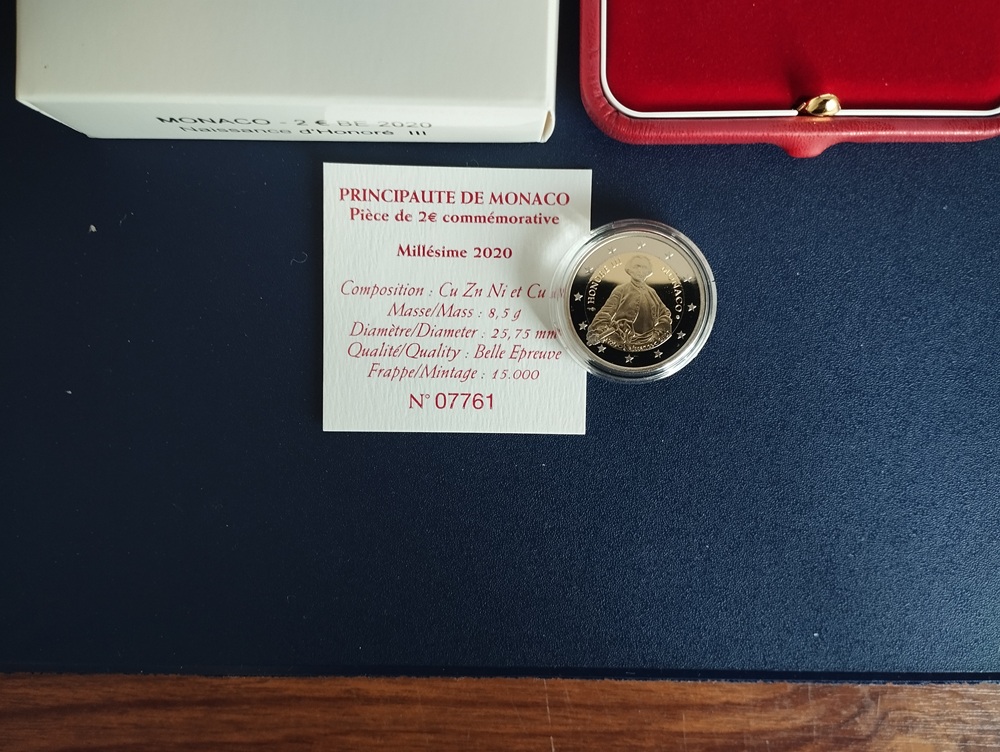 MONACO - 2 € BE 2020
Naissance d'Honoré III
PRINCIPAUTE DE MONACO
Pièce de 2€ commémorative
Millésime 2020
Composition : Cu Zn Ni et Cu
Masse/Mass : 8,5 g
Diamètre/Diameter : 25,75 mm
Qualité/Quality : Belle Epreuve
Frappe/Mintage : 15.000
N° 07761
HONORÉ III
MONACO